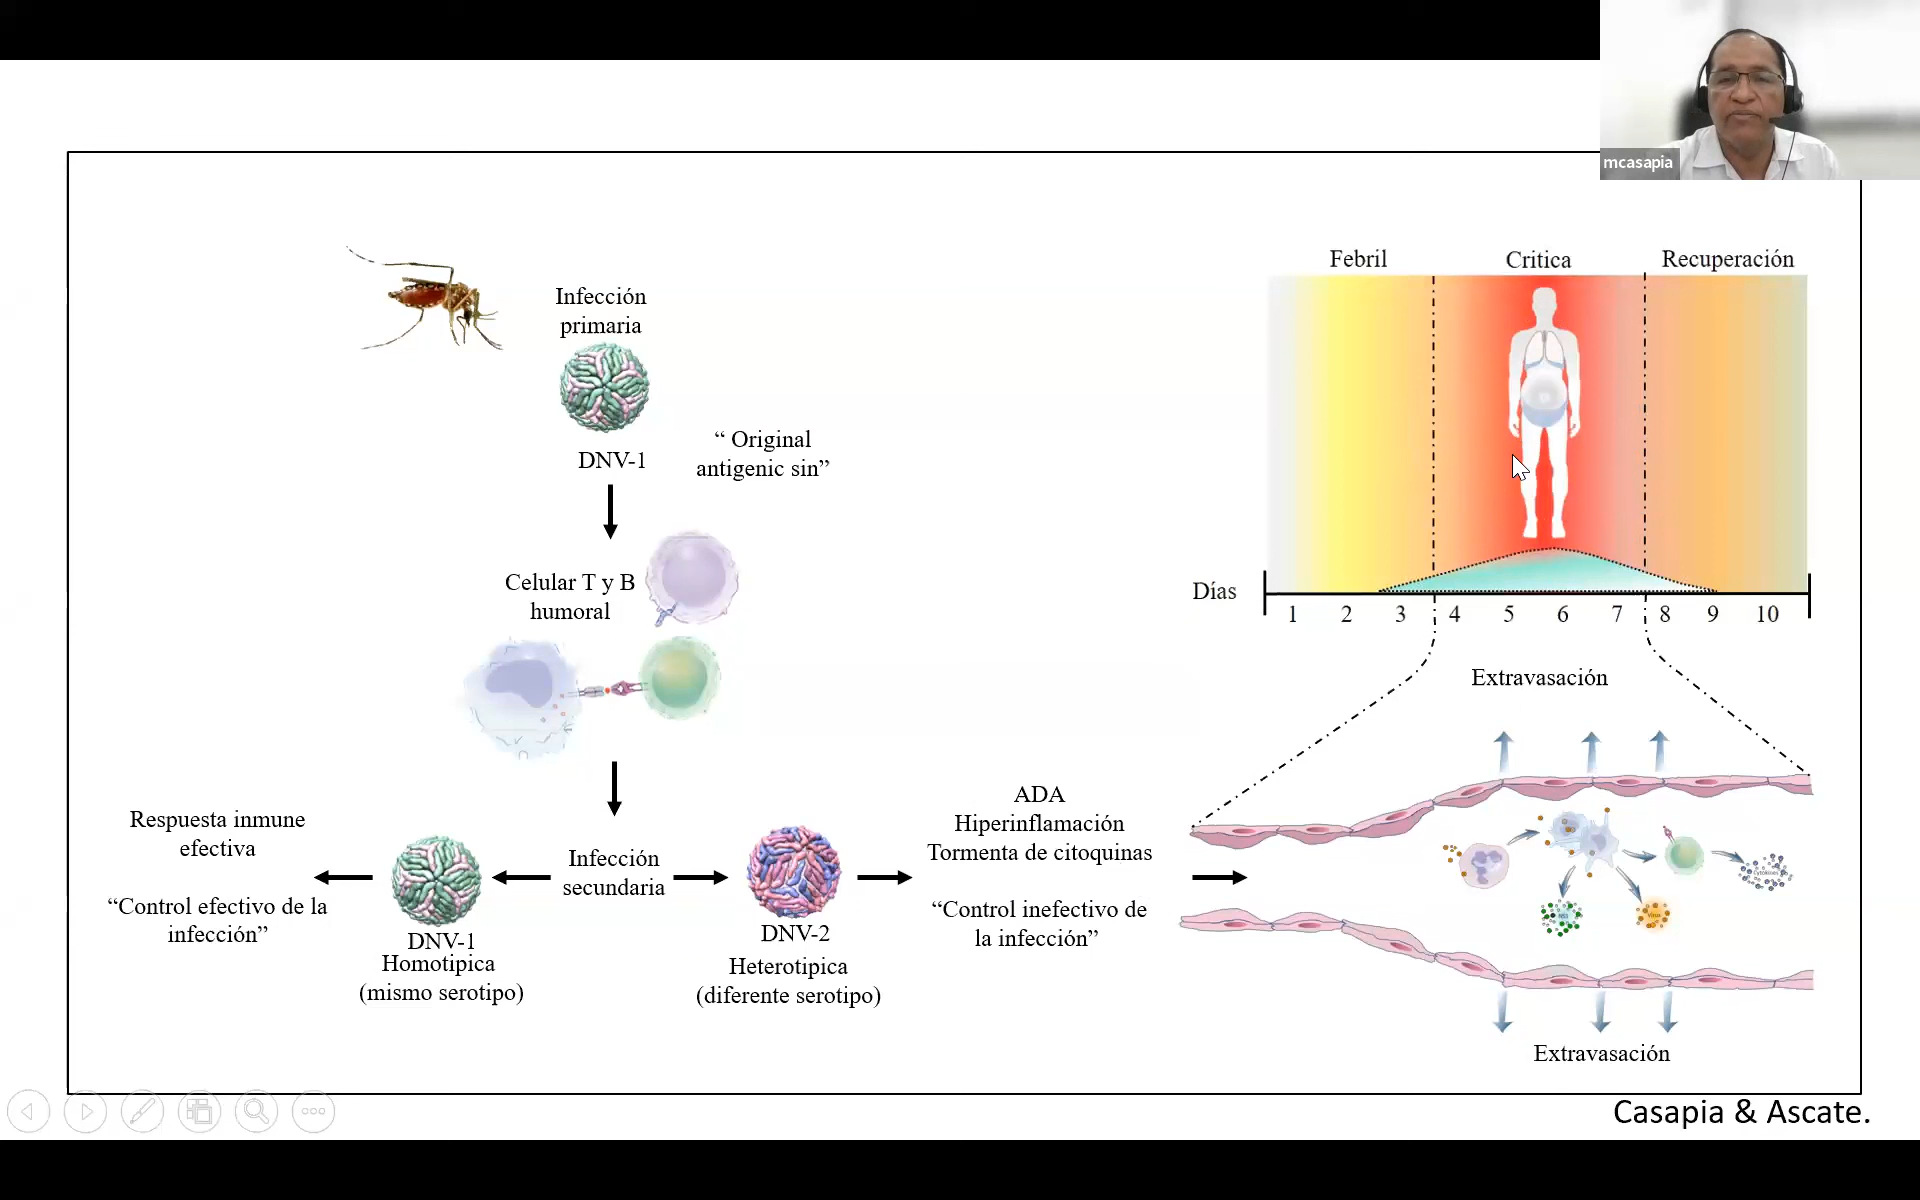 mcasapia
Infección
primaria
DNV-1
“ Original
antigenic sin”
Celular T y B
humoral
Infección
secundaria
Respuesta inmune
efectiva
“Control efectivo de la
infección”
DNV-1
Homotipica
(mismo serotipo)
DNV-2
Heterotipica
(diferente serotipo)
ADA
Hiperinflamación
Tormenta de citoquinas
“Control inefectivo de
la infección”
Febril Critica Recuperación
Días
1 2 3 4 5 6 7 8 9 10
Extravasación
Cytokines
NS1
Virus
Extravasación
Casapia & Ascate.